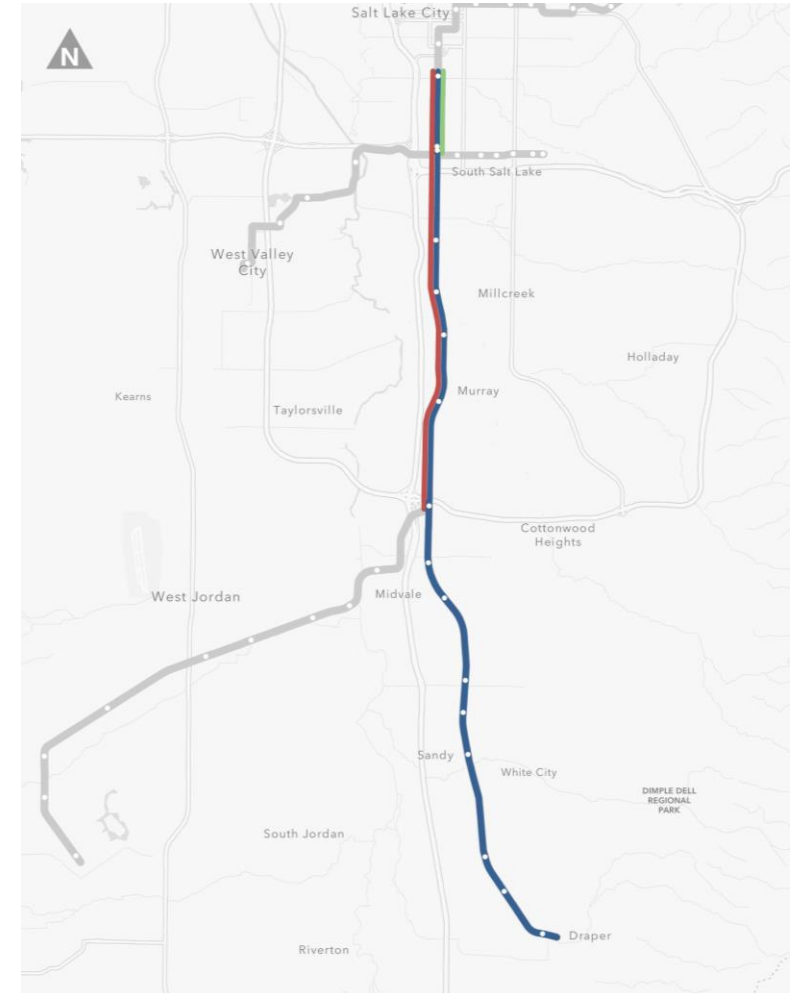 Salt Lake City
N
South Salt Lake
West Valley
City
Millcreek
Holladay
Kearns
Taylorsville
Murray
Cottonwood
Heights
West Jordan
Midvale
Sandy
White City
DIMPLE DELL
REGIONAL
PARK
South Jordan
Draper
Riverton